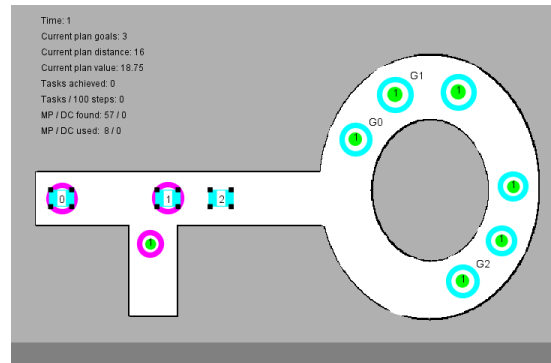 Time: 1
Current plan goals: 3
Current plan distance: 16
Current plan value: 18.75
Tasks achieved: 0
Tasks / 100 steps: 0
MP / DC found: 57 / 0
MP / DC used: 8 / 0
G1
1
1
G0
1
1
0
1
2
1
1
G2
1